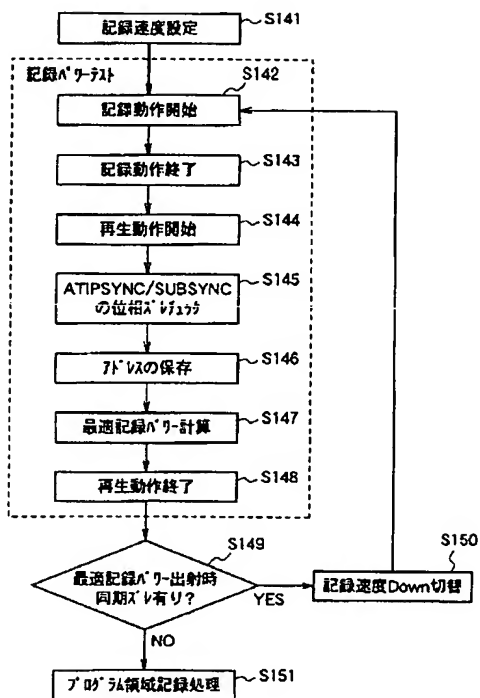 記録速度設定
S141
記録パワーテスト
S142
記録動作開始
S143
記録動作終了
S144
再生動作開始
S145
ATIPSYNC/SUBSYNC
の位相ズレチェック
S146
アドレスの保存
S147
最適記録パワー計算
S148
再生動作終了
S149
最適記録パワー出射時
同期ズレ有り?
YES
S150
記録速度Down切替
NO
S151
プログラム領域記録処理